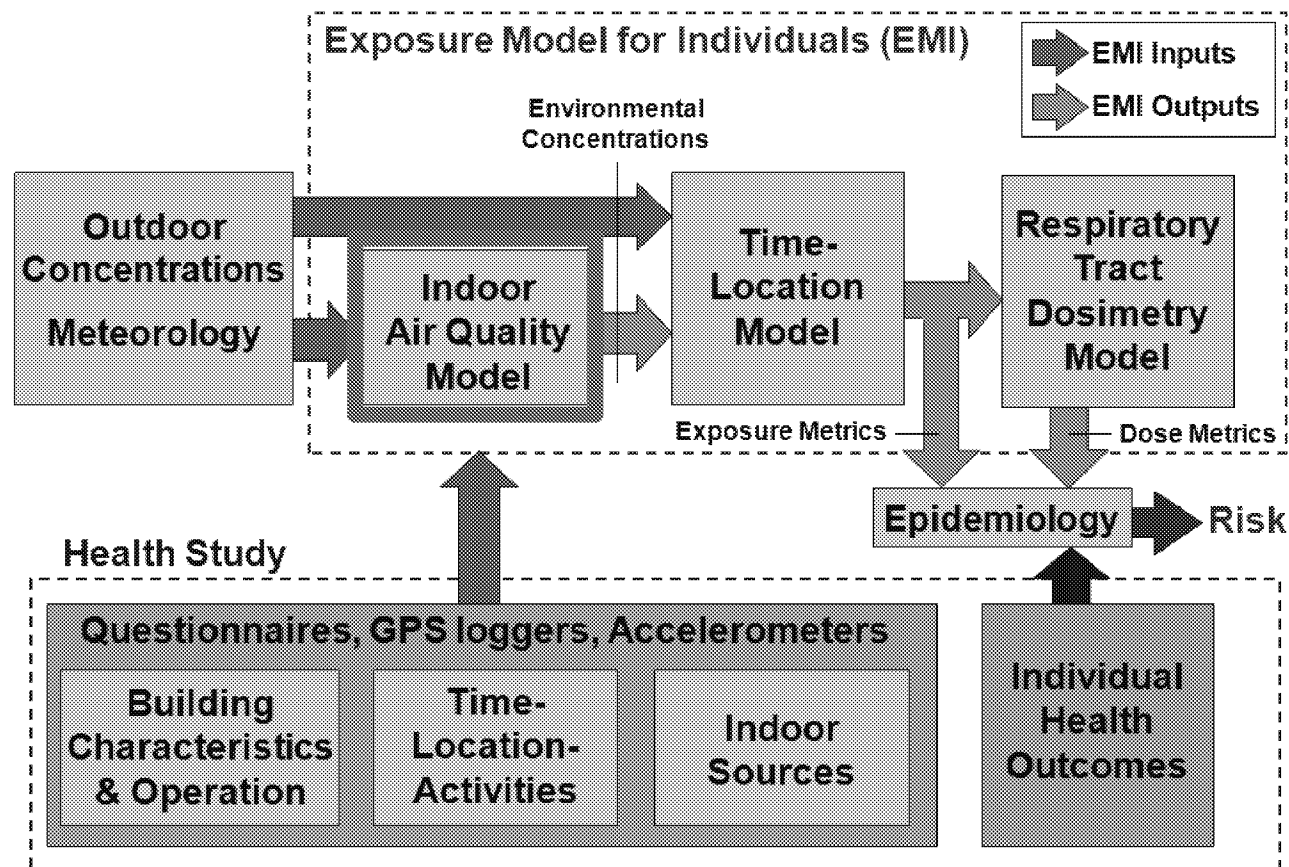 Exposure Model for Individuals (EMI)
EMI Inputs
EMI Outputs
Environmental
Concentrations
Outdoor
Concentrations
Meteorology
Indoor
Air Quality
Model
Time-
Location
Model
Respiratory
Tract
Dosimetry
Model
Exposure Metrics
Dose Metrics
Epidemiology
Risk
Health Study
Questionnaires, GPS loggers, Accelerometers
Building
Characteristics
& Operation
Time-
Location-
Activities
Indoor
Sources
Individual
Health
Outcomes